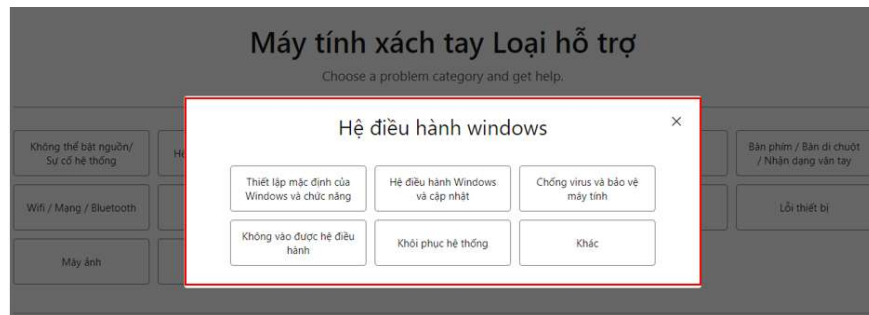 Máy tính xách tay Loại hỗ trợ
Choose a problem category and get help.
Hệ điều hành windows
×
Không thể bật nguồn/
Sự cố hệ thống
Bàn phím / Bàn di chuột
/ Nhận dạng vân tay
Thiết lập mặc định của
Windows và chức năng
Hệ điều hành Windows
và cập nhật
Chống virus và bảo vệ
máy tính
Wifi / Mạng / Bluetooth
Lỗi thiết bị
Không vào được hệ điều
hành
Khôi phục hệ thống
Khác
Máy ảnh